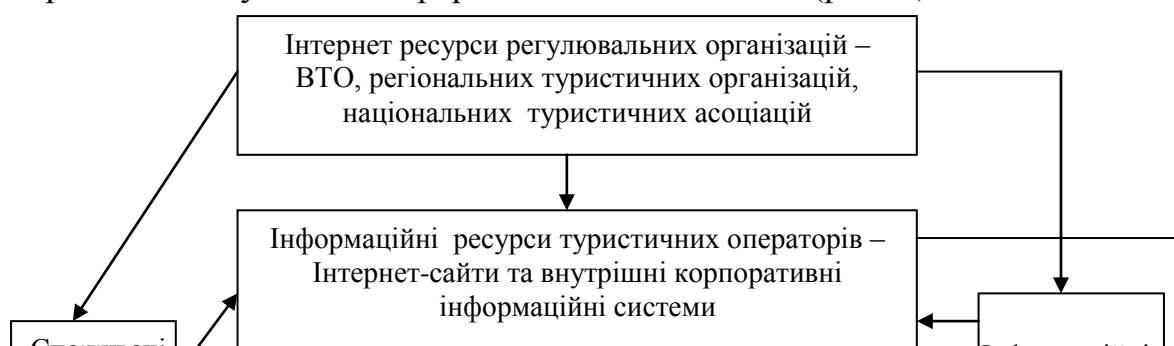 Інтернет ресурси регулювальних організацій –
ВТО, регіональних туристичних організацій,
національних  туристичних асоціацій
Інформаційні  ресурси туристичних операторів –
Інтернет-сайти та внутрішні корпоративні
інформаційні системи